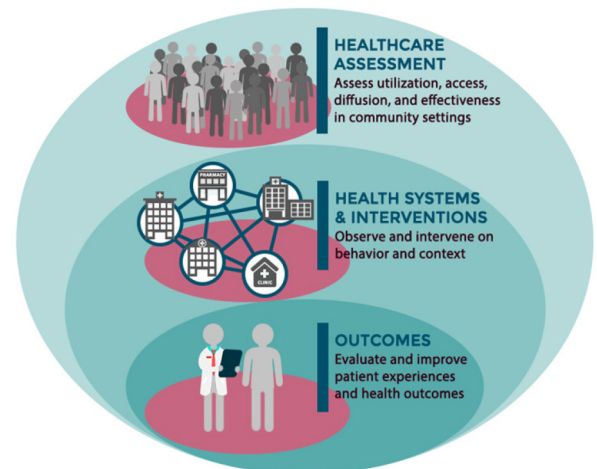 HEALTHCARE
ASSESSMENT
Assess utilization, access,
diffusion, and effectiveness
in community settings
PHARMACY
HEALTH SYSTEMS
& INTERVENTIONS
Observe and intervene on
behavior and context
CLINIC
OUTCOMES
Evaluate and improve
patient experiences
and health outcomes